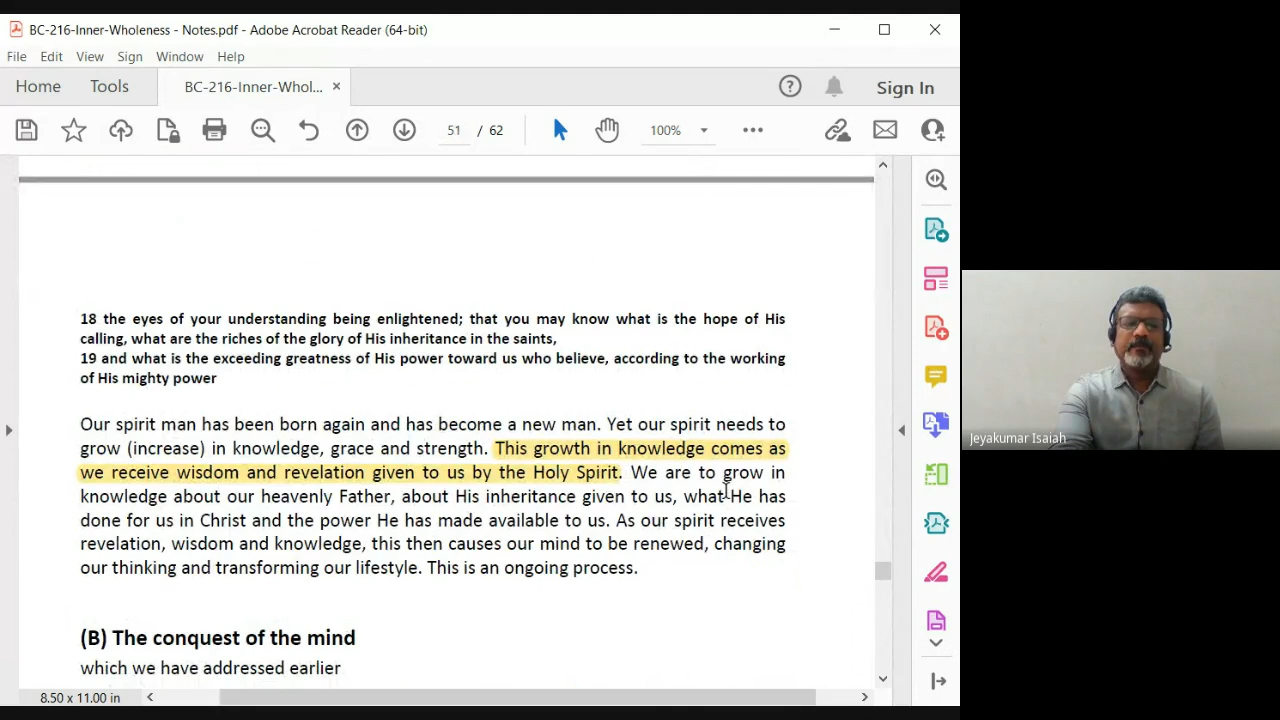 BC-216-Inner-Wholeness - Notes.pdf - Adobe Acrobat Reader (64-bit)
File Edit View Sign Window Help
Home Tools BC-216-Inner-Whol... × Sign In
51 / 62 100%
18 the eyes of your understanding being enlightened; that you may know what is the hope of His
calling, what are the riches of the glory of His inheritance in the saints,
19 and what is the exceeding greatness of His power toward us who believe, according to the working
of His mighty power
Our spirit man has been born again and has become a new man. Yet our spirit needs to
grow (increase) in knowledge, grace and strength. This growth in knowledge comes as
we receive wisdom and revelation given to us by the Holy Spirit. We are to grow in
knowledge about our heavenly Father, about His inheritance given to us, what He has
done for us in Christ and the power He has made available to us. As our spirit receives
revelation, wisdom and knowledge, this then causes our mind to be renewed, changing
our thinking and transforming our lifestyle. This is an ongoing process.
(B) The conquest of the mind
which we have addressed earlier
8.50 x 11.00 in
Jeyakumar Isaiah